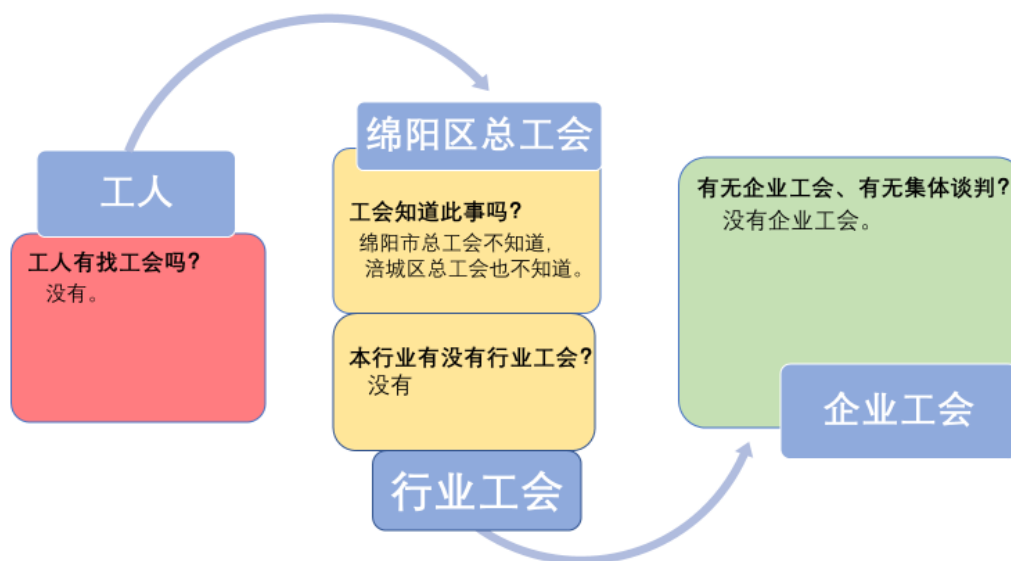 工人
工人有找工会吗?
没有。
绵阳区总工会
工会知道此事吗?
绵阳市总工会不知道,
涪城区总工会也不知道。
本行业有没有行业工会?
没有
行业工会
有无企业工会、有无集体谈判?
没有企业工会。
企业工会